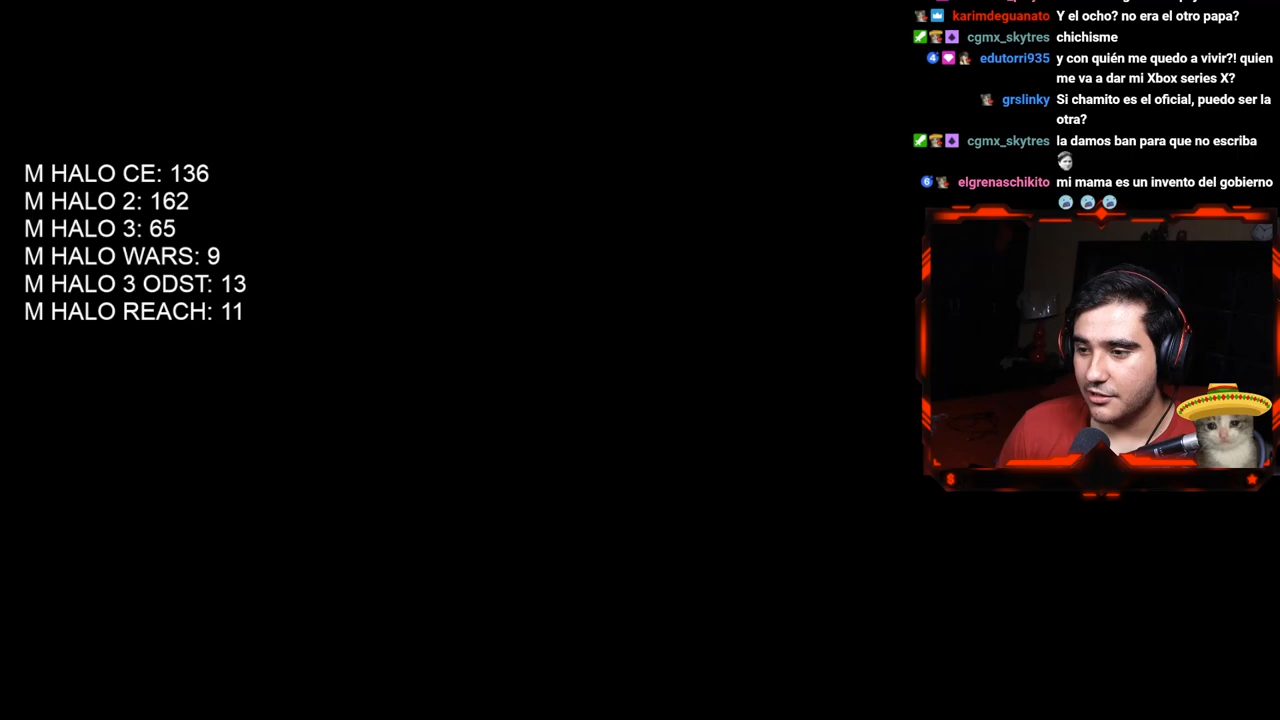 karimdeguanato Y el ocho? no era el otro papa?
cgmx_skytres chichisme
edutorri935 y con quién me quedo a vivir?! quien
me va a dar mi Xbox series X?
grslinky Si chamito es el oficial, puedo ser la
otra?
cgmx_skytres la damos ban para que no escriba
elgrenaschikito mi mama es un invento del gobierno
M HALO CE: 136
M HALO 2: 162
M HALO 3: 65
M HALO WARS: 9
M HALO 3 ODST: 13
M HALO REACH: 11